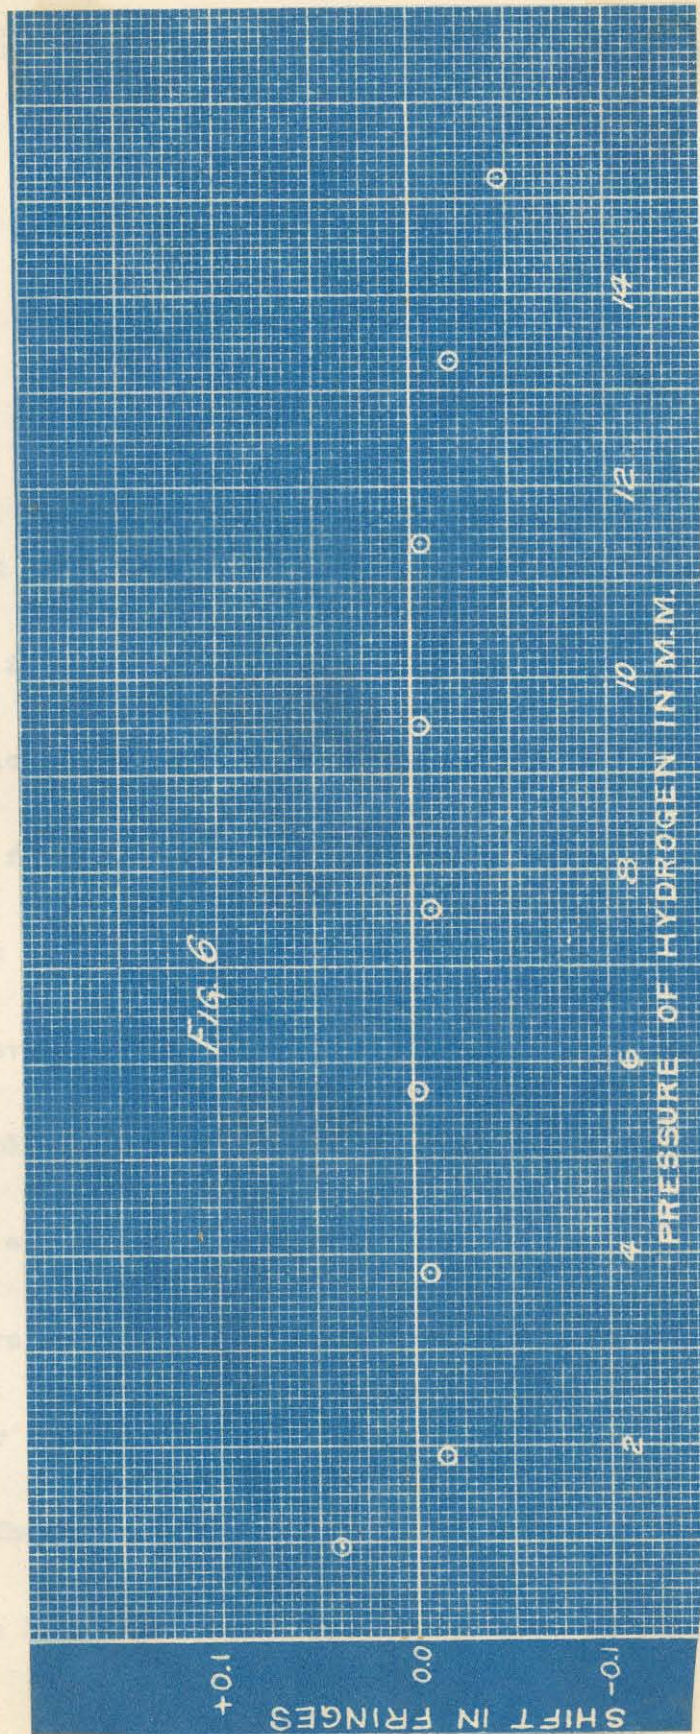 Fig. 6
+0.1
0.0
-0.1
SHIFT IN FRINGES
2 4 6 8 10 12 14
PRESSURE OF HYDROGEN IN M.M.